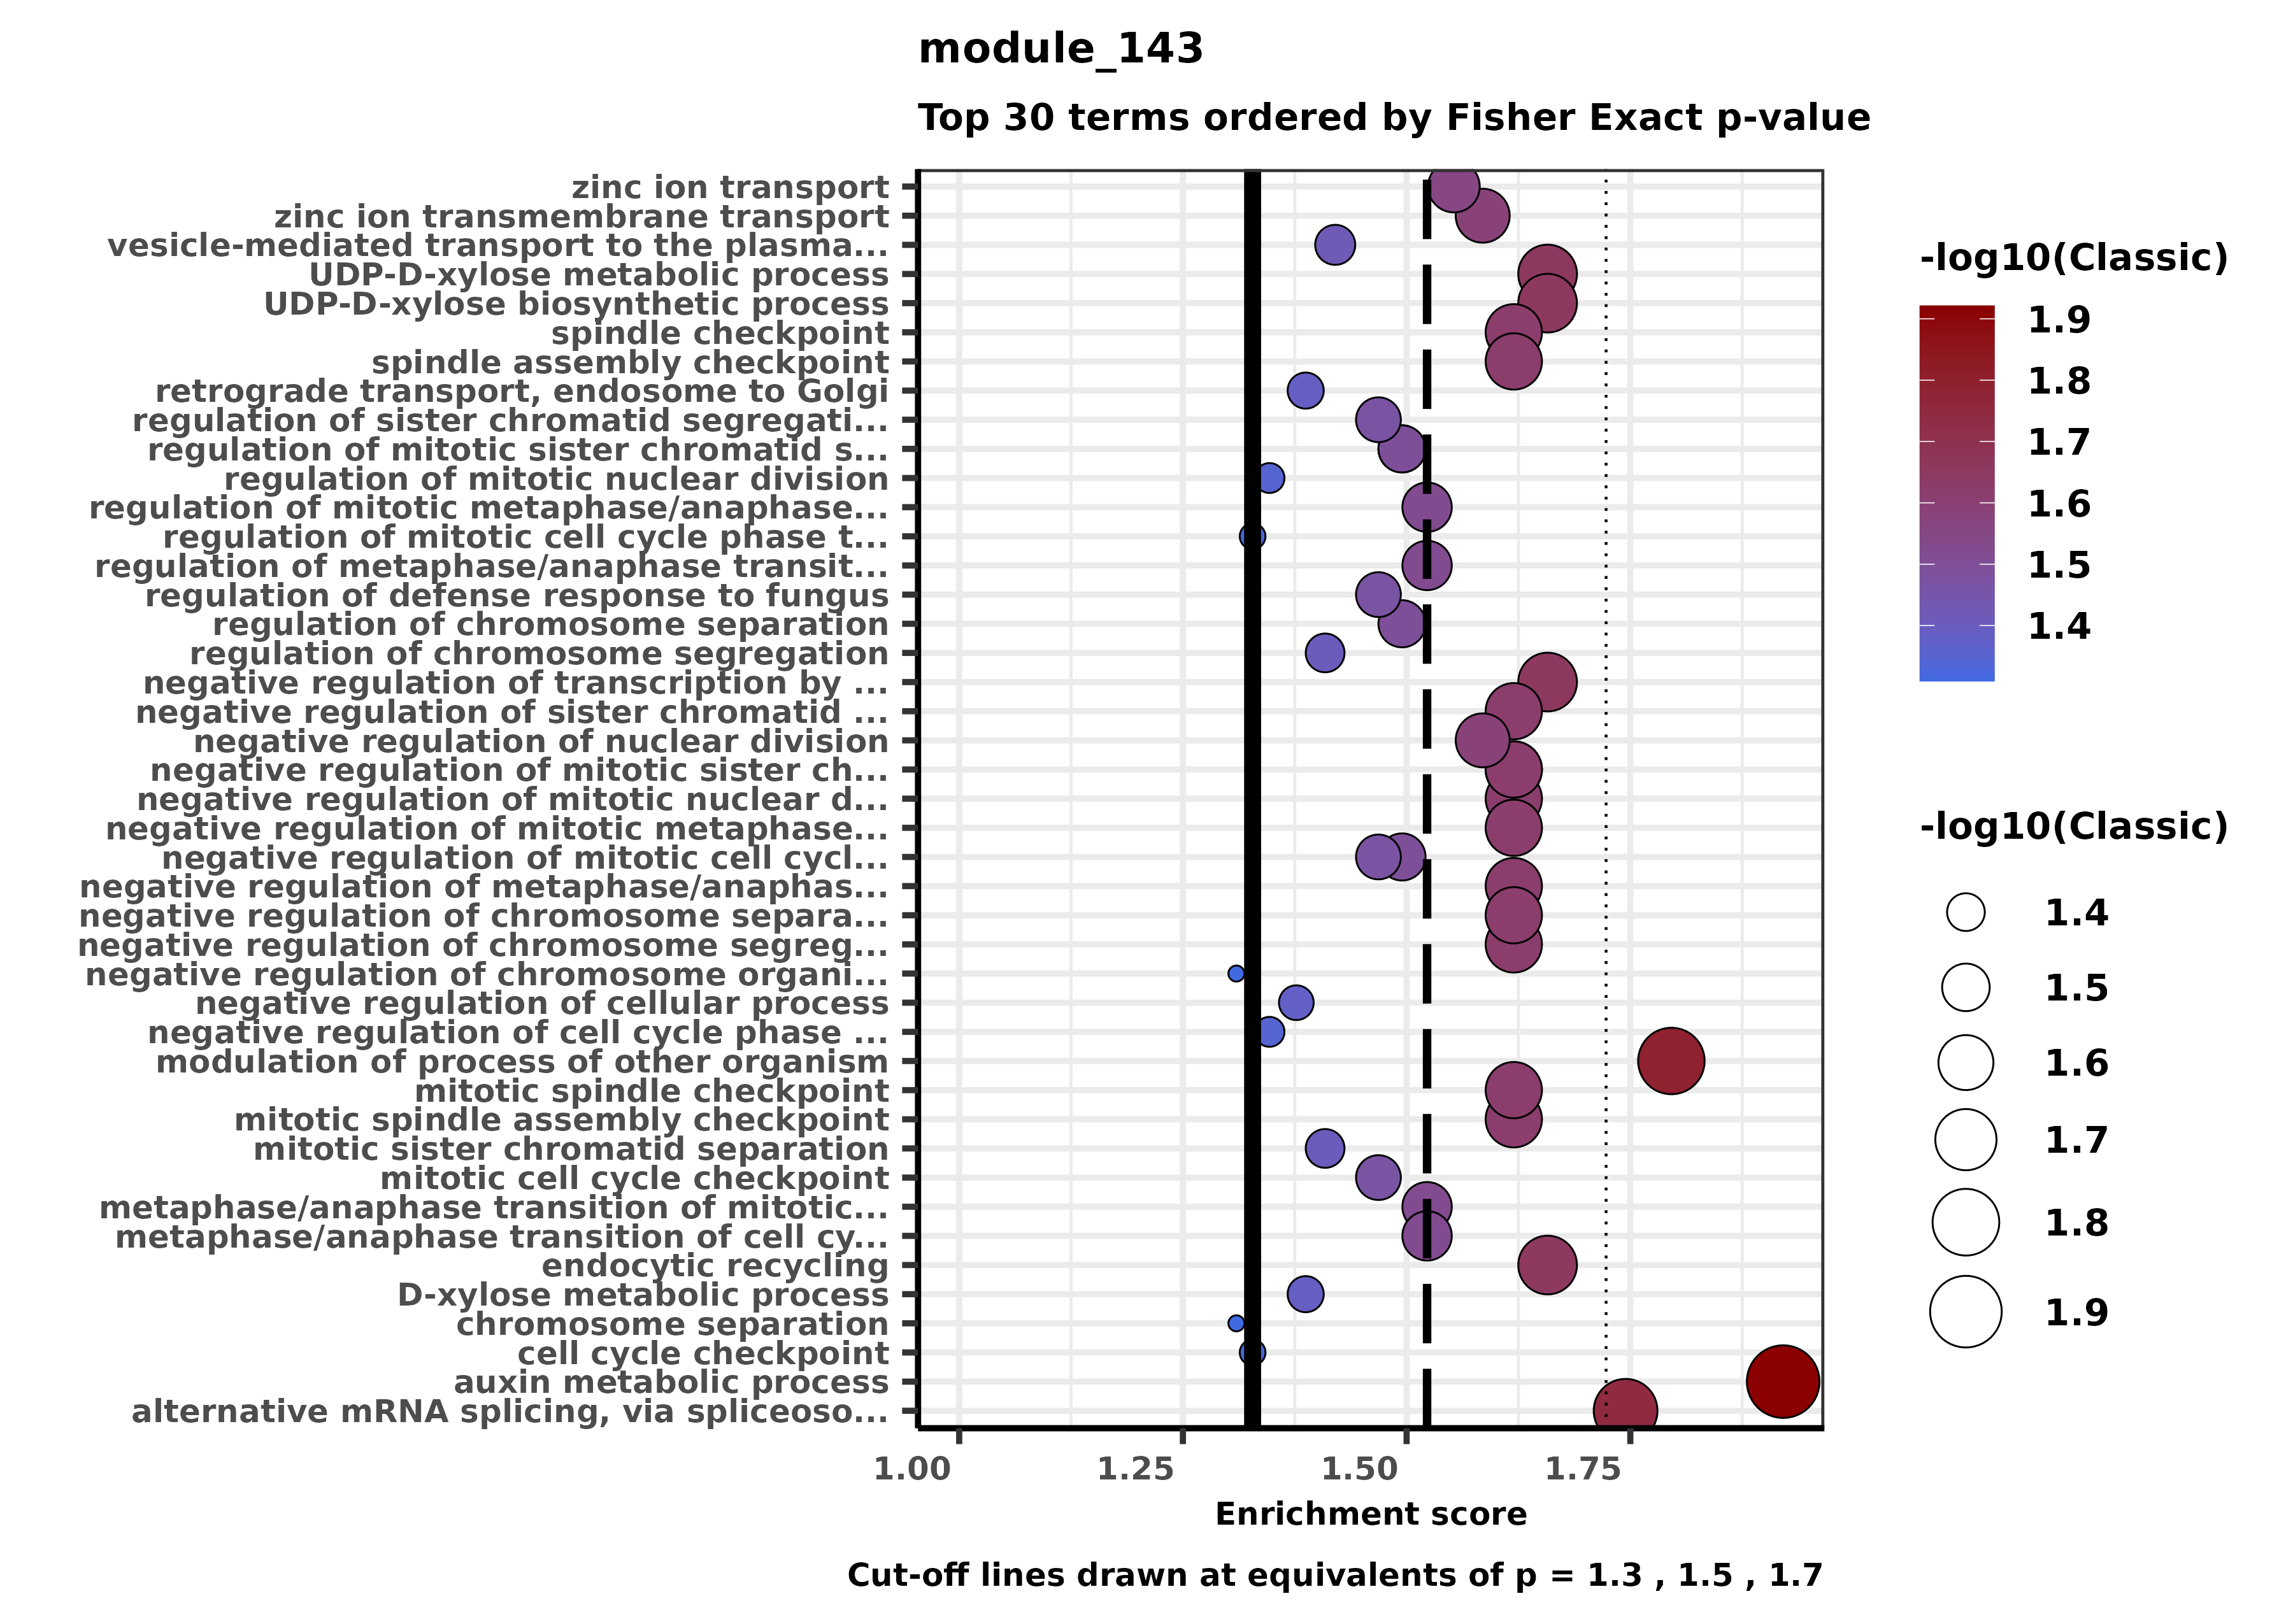 module_143
Top 30 terms ordered by Fisher Exact p-value
zinc ion transport
zinc ion transmembrane transport
vesicle-mediated transport to the plasma...
UDP-D-xylose metabolic process
UDP-D-xylose biosynthetic process
spindle checkpoint
spindle assembly checkpoint
retrograde transport, endosome to Golgi
regulation of sister chromatid segregati...
regulation of mitotic sister chromatid s...
regulation of mitotic nuclear division
regulation of mitotic metaphase/anaphase...
regulation of mitotic cell cycle phase t...
regulation of metaphase/anaphase transit...
regulation of defense response to fungus
regulation of chromosome separation
regulation of chromosome segregation
negative regulation of transcription by ...
negative regulation of sister chromatid ...
negative regulation of nuclear division
negative regulation of mitotic sister ch...
negative regulation of mitotic nuclear d...
negative regulation of mitotic metaphase...
negative regulation of mitotic cell cycl...
negative regulation of metaphase/anaphas...
negative regulation of chromosome separa...
negative regulation of chromosome segreg...
negative regulation of chromosome organi...
negative regulation of cellular process
negative regulation of cell cycle phase ...
modulation of process of other organism
mitotic spindle checkpoint
mitotic spindle assembly checkpoint
mitotic sister chromatid separation
mitotic cell cycle checkpoint
metaphase/anaphase transition of mitotic...
metaphase/anaphase transition of cell cy...
endocytic recycling
D-xylose metabolic process
chromosome separation
cell cycle checkpoint
auxin metabolic process
alternative mRNA splicing, via spliceoso...
1.00 1.25 1.50 1.75
Enrichment score
Cut-off lines drawn at equivalents of p = 1.3 , 1.5 , 1.7
-log10(Classic)
1.9
1.8
1.7
1.6
1.5
1.4
-log10(Classic)
1.4
1.5
1.6
1.7
1.8
1.9